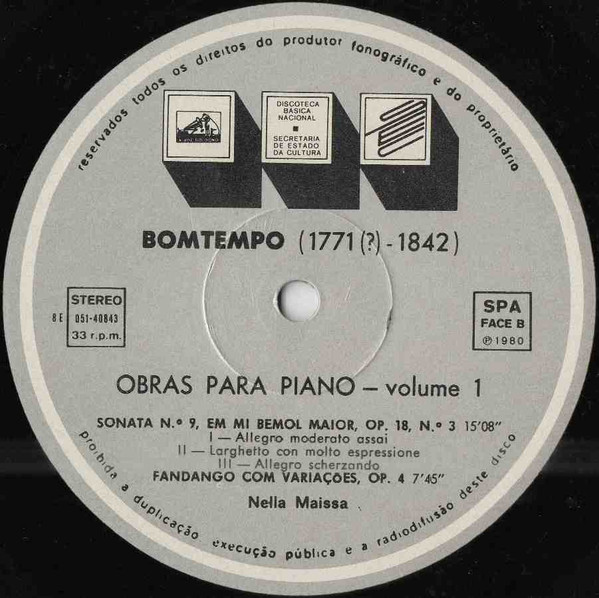 reservados todos os direitos do produtor fonográfico e do proprietário
A VOZ DO DONO
DISCOTECA
BÁSICA
NACIONAL
SECRETARIA
DE ESTADO
DA CULTURA
BOMTEMPO (1771(?)-1842)
STEREO
8E 051-40843
33 r.p.m.
SPA
FACE B
℗ 1980
OBRAS PARA PIANO — volume 1
SONATA N.º 9, EM MI BEMOL MAIOR, OP. 18, N.º 3 15'08"
I — Allegro moderato assai
II — Larghetto con molto espressione
III — Allegro scherzando
FANDANGO COM VARIAÇÕES, OP. 4 7'45"
Nella Maissa
proibida a duplicação execução pública e a radiodifusão deste disco